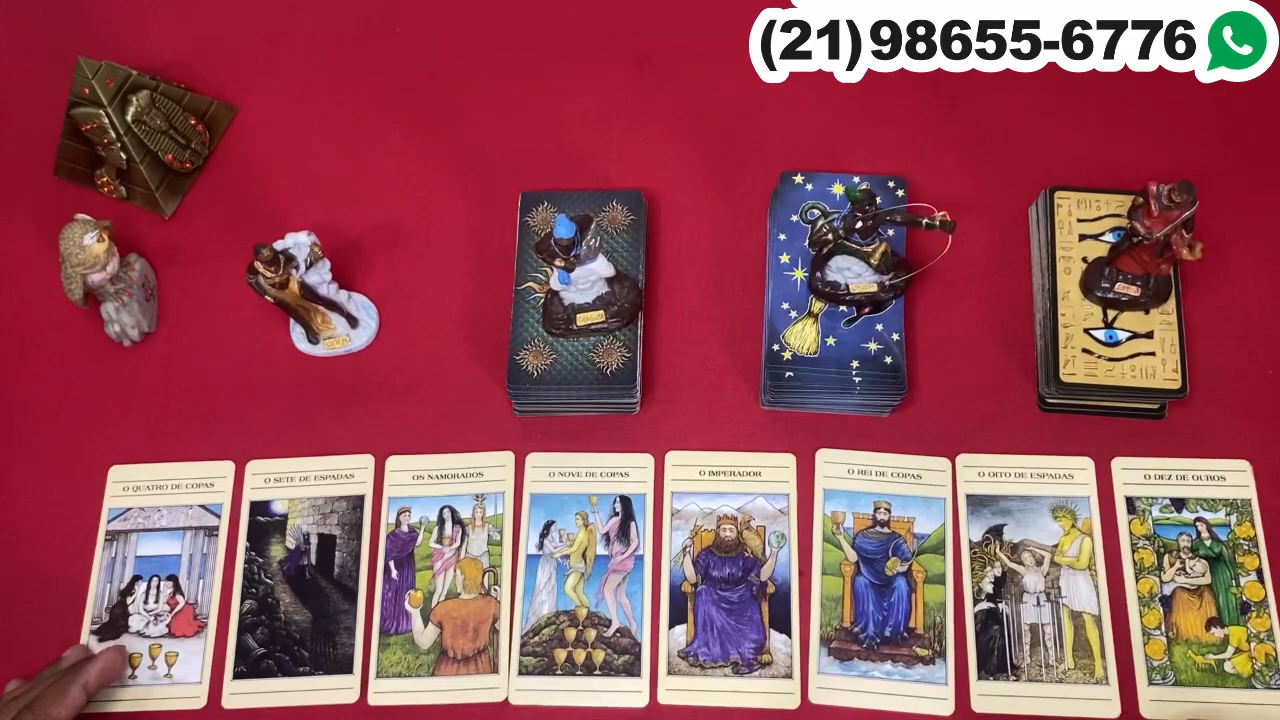 (21)98655-6776
O QUATRO DE COPAS
O SETE DE ESPADAS
OS NAMORADOS
O NOVE DE COPAS
O IMPERADOR
O REI DE COPAS
O OITO DE ESPADAS
O DEZ DE OUROS